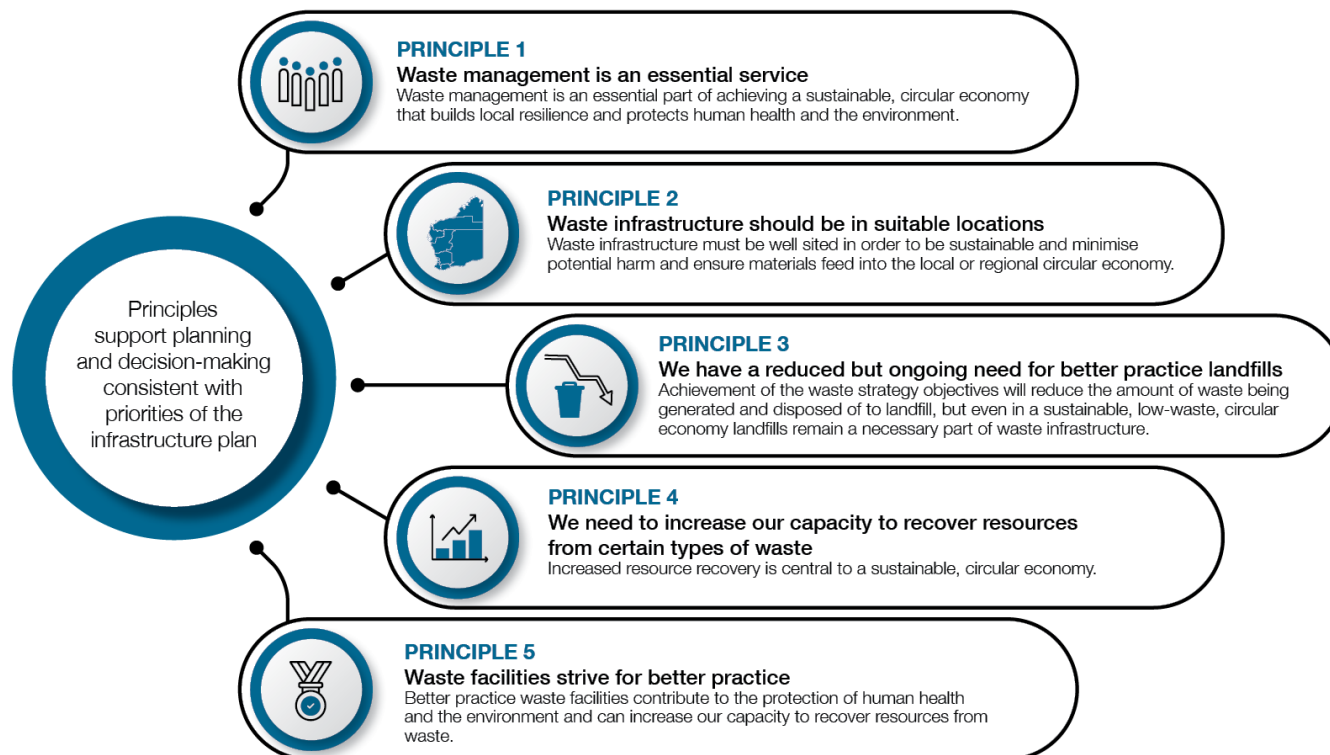 PRINCIPLE 1
Waste management is an essential service
Waste management is an essential part of achieving a sustainable, circular economy
that builds local resilience and protects human health and the environment.
PRINCIPLE 2
Waste infrastructure should be in suitable locations
Waste infrastructure must be well sited in order to be sustainable and minimise
potential harm and ensure materials feed into the local or regional circular economy.
Principles
support planning
and decision-making
consistent with
priorities of the
infrastructure plan
PRINCIPLE 3
We have a reduced but ongoing need for better practice landfills
Achievement of the waste strategy objectives will reduce the amount of waste being
generated and disposed of to landfill, but even in a sustainable, low-waste, circular
economy landfills remain a necessary part of waste infrastructure.
PRINCIPLE 4
We need to increase our capacity to recover resources
from certain types of waste
Increased resource recovery is central to a sustainable, circular economy.
PRINCIPLE 5
Waste facilities strive for better practice
Better practice waste facilities contribute to the protection of human health
and the environment and can increase our capacity to recover resources from
waste.